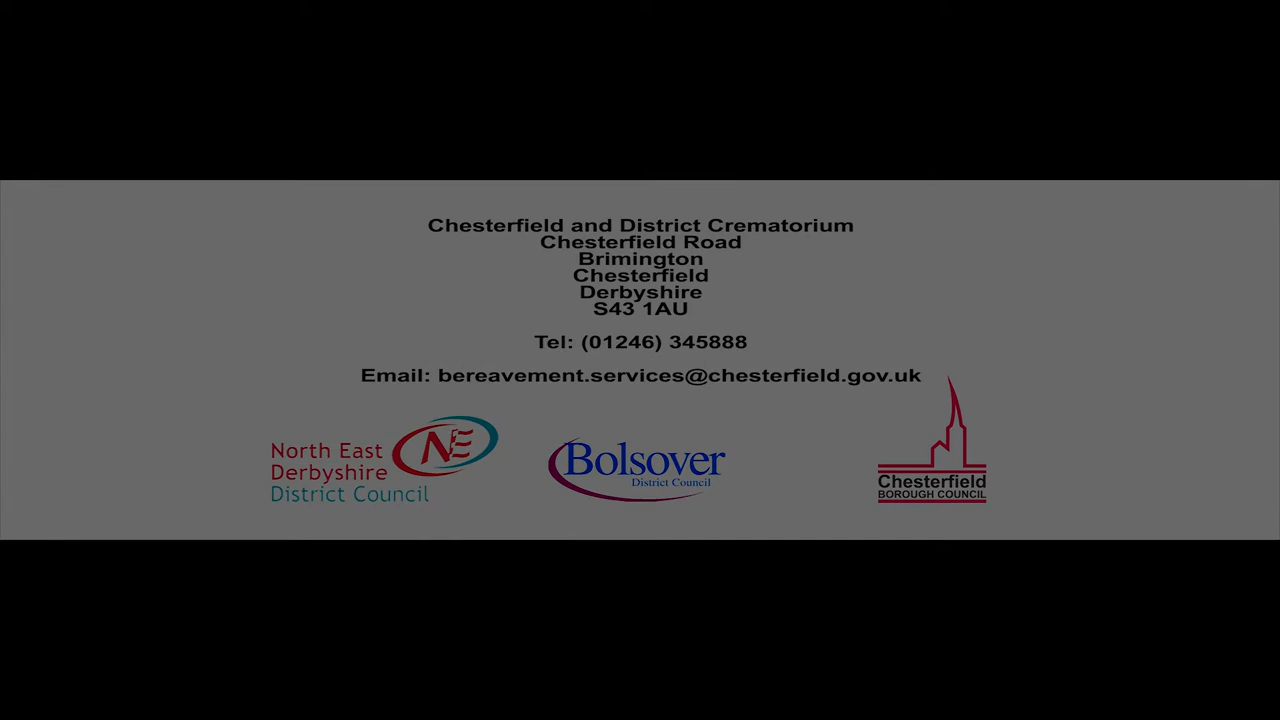 Chesterfield and District Crematorium
Chesterfield Road
Brimington
Chesterfield
Derbyshire
S43 1AU
Tel: (01246) 345888
Email: bereavement.services@chesterfield.gov.uk
North East
Derbyshire
District Council
NE
Bolsover
District Council
Chesterfield
BOROUGH COUNCIL